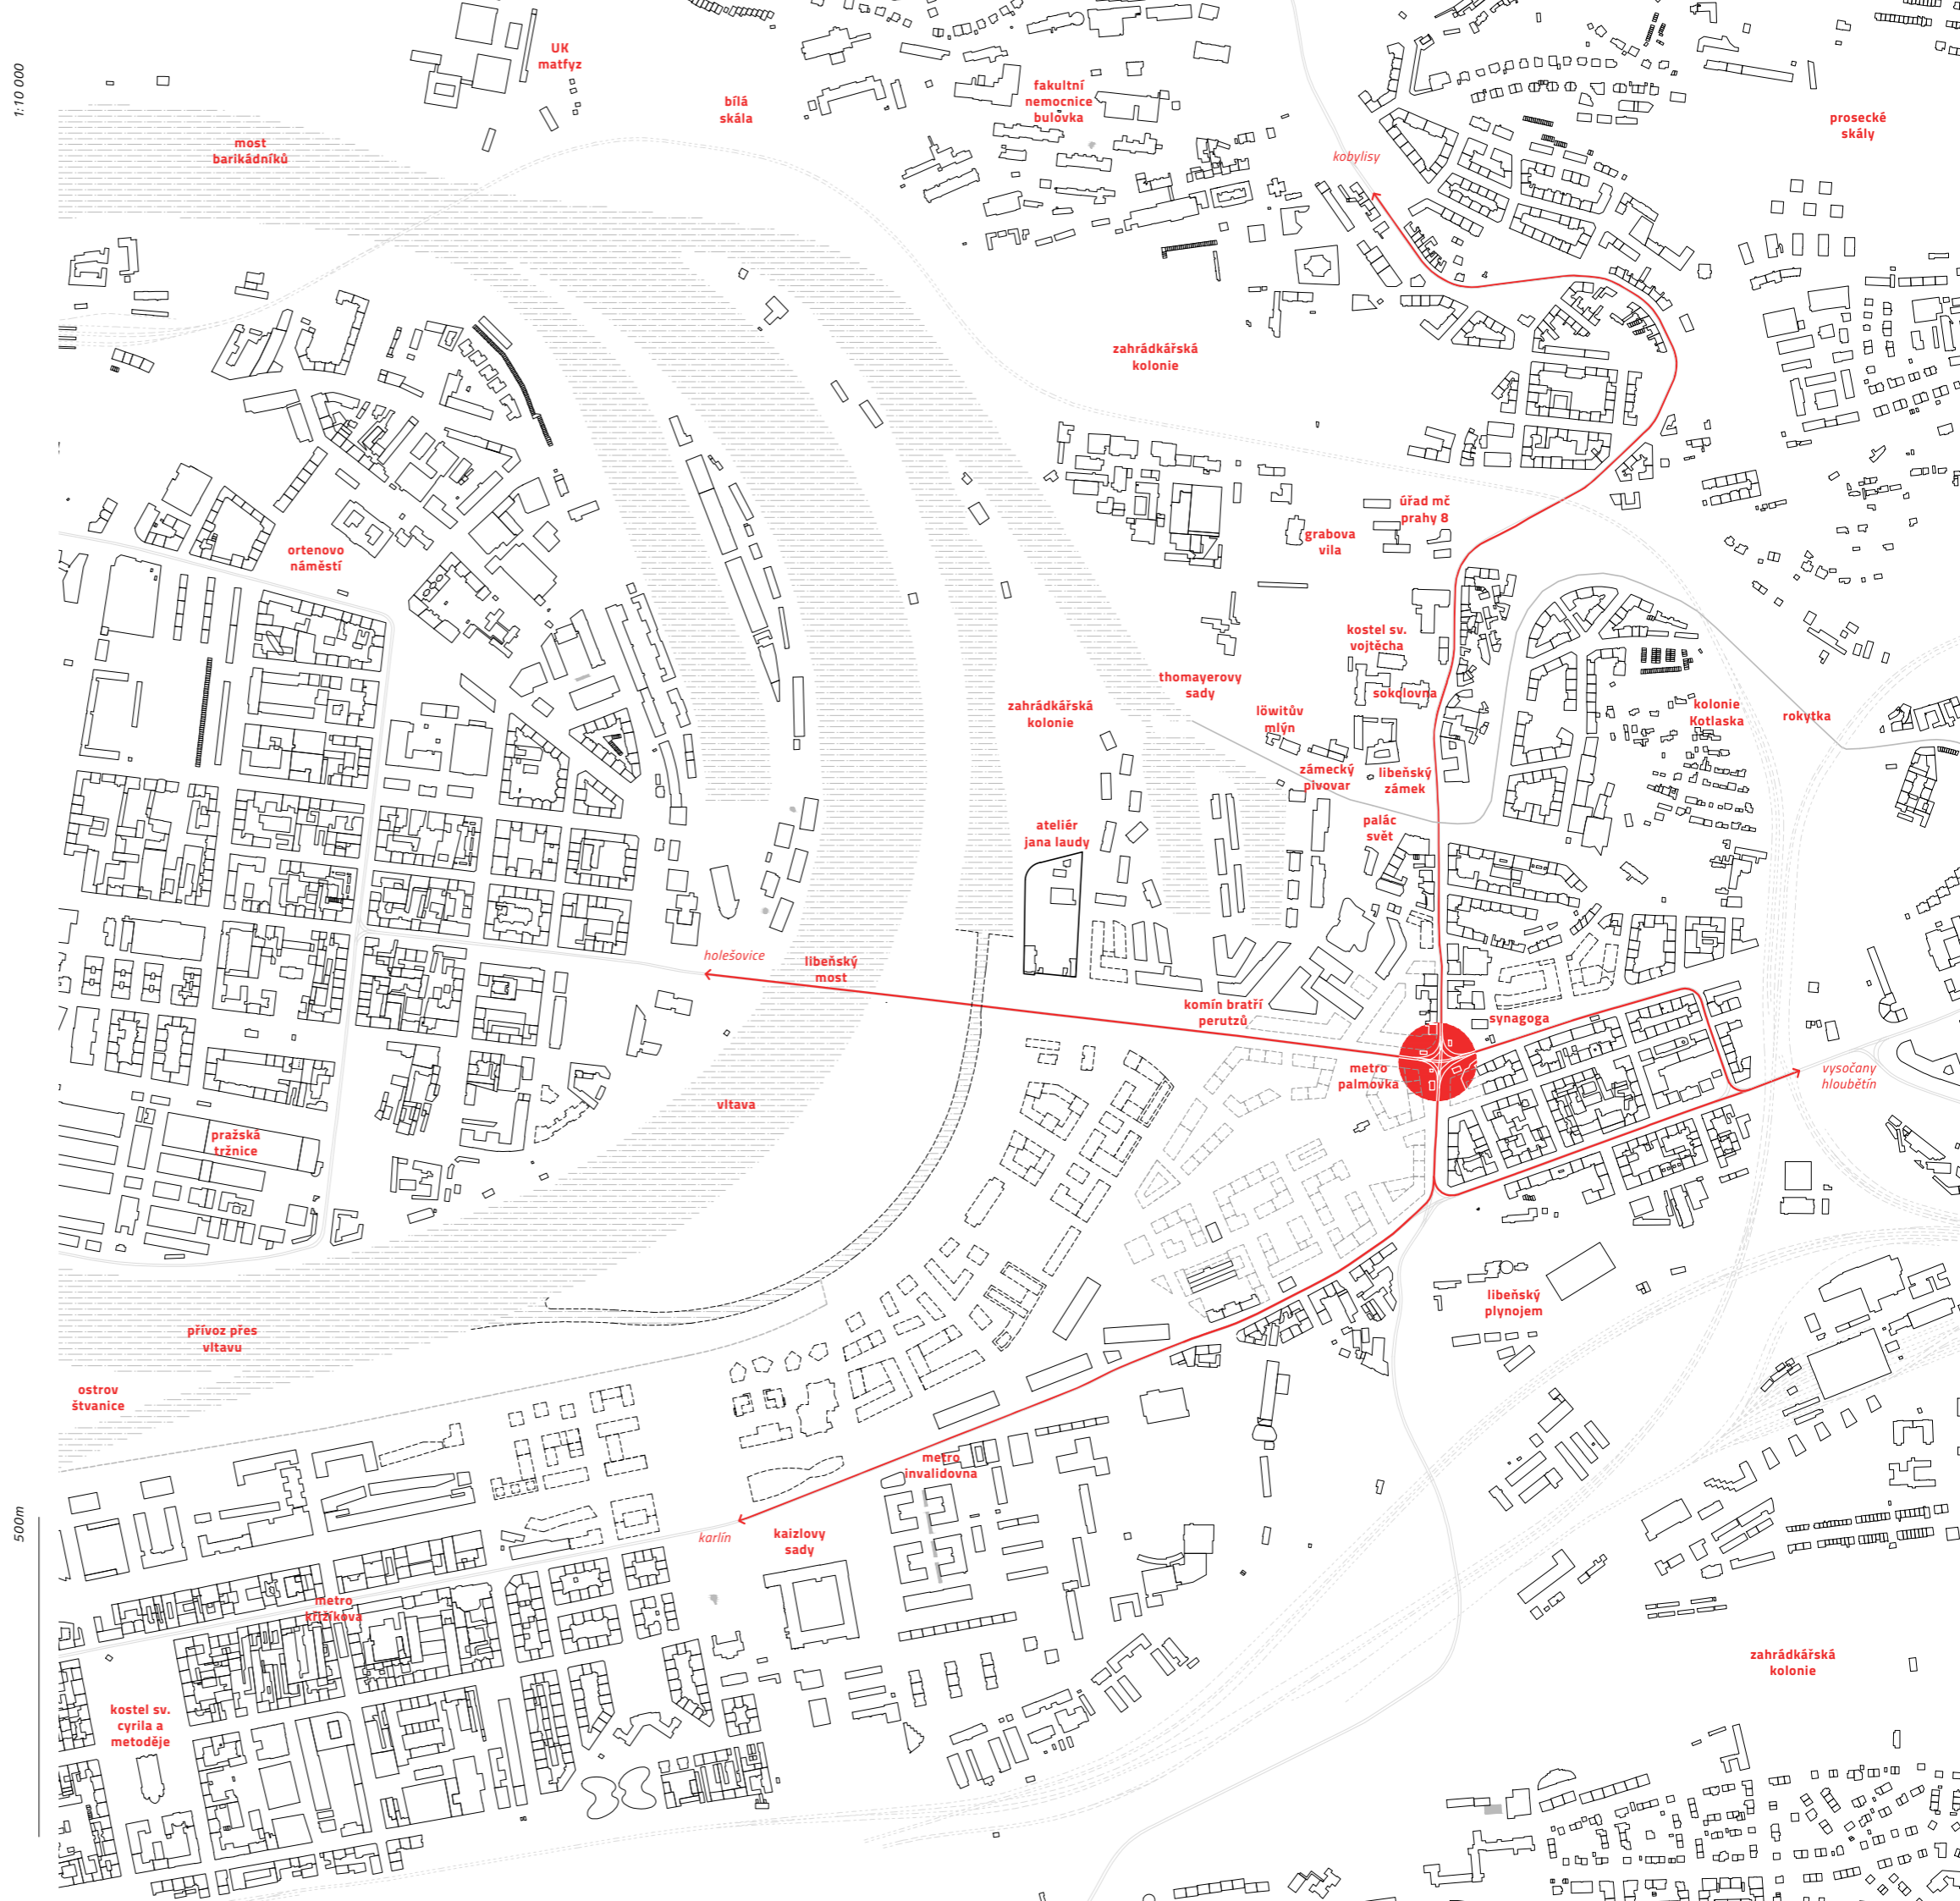 1:10 000
UK
matfyz
bílá
skála
fakultní
nemocnice
bulovka
prosecké
skály
most
barikádníků
kobylisy
zahrádkářská
kolonie
úřad mč
prahy 8
grabova
vila
ortenovo
náměstí
kostel sv.
vojtěcha
thomayerovy
sady
sokolovna
zahrádkářská
kolonie
löwitův
mlýn
kolonie
Kotlaska
rokytka
zámecký
pivovar
libeňský
zámek
ateliér
jana laudy
palác
svět
holešovice
libeňský
most
komín bratří
perutzů
synagoga
metro
palmovka
vysočany
hloubětín
vltava
pražská
tržnice
libeňský
plynojem
přívoz přes
vltavu
ostrov
štvanice
metro
invalidovna
500m
karlín
kaizlovy
sady
metro
křižíkova
zahrádkářská
kolonie
kostel sv.
cyrila a
metoděje